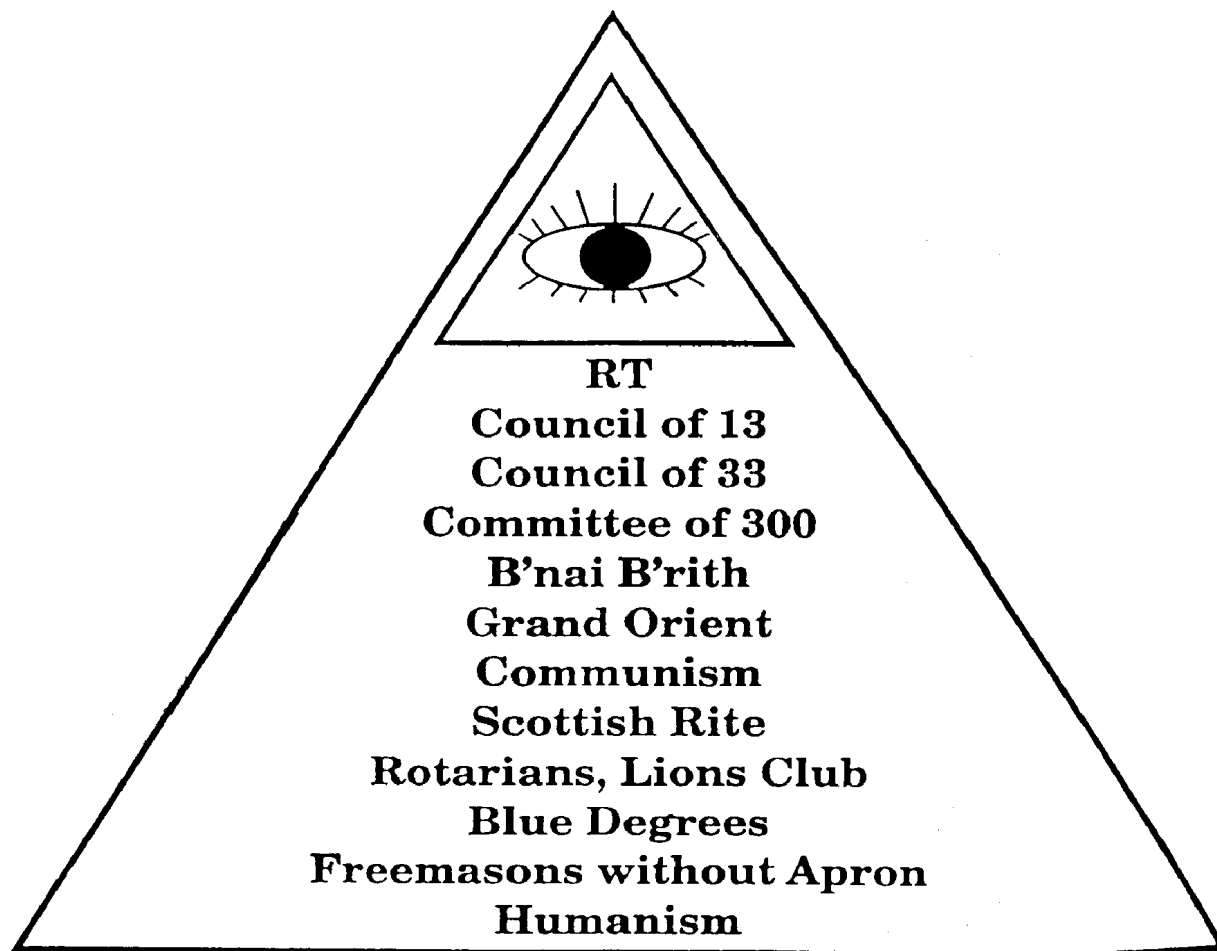 RT
Council of 13
Council of 33
Committee of 300
B’nai B’rith
Grand Orient
Communism
Scottish Rite
Rotarians, Lions Club
Blue Degrees
Freemasons without Apron
Humanism